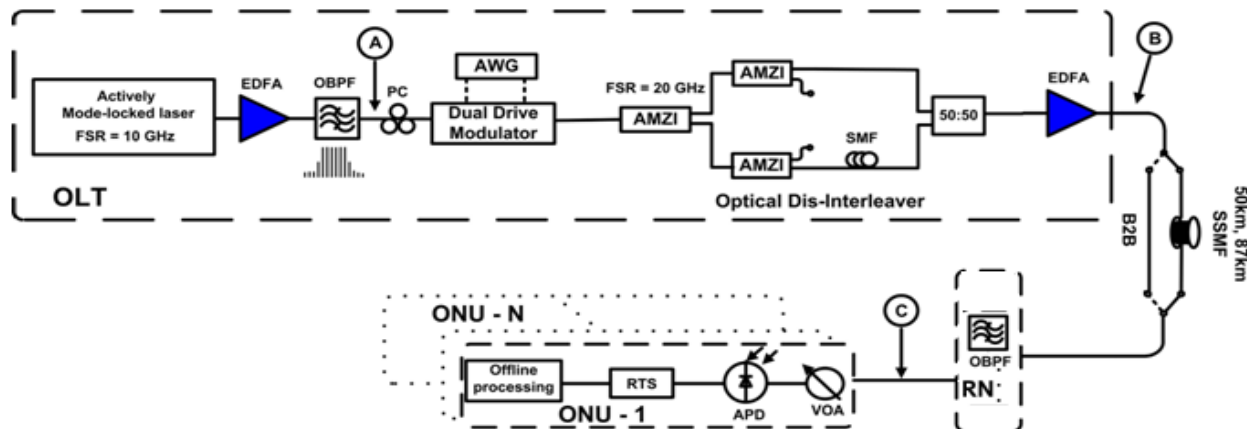 A
B
EDFA
OBPF
PC
AWG
Actively
Mode-locked laser
FSR = 10 GHz
Dual Drive
Modulator
FSR = 20 GHz
AMZI
AMZI
AMZI
SMF
50:50
EDFA
OLT
Optical Dis-Interleaver
B2B
50km, 87km
SSMF
ONU - N
C
OBPF
RN
Offline
processing
RTS
APD
VOA
ONU - 1